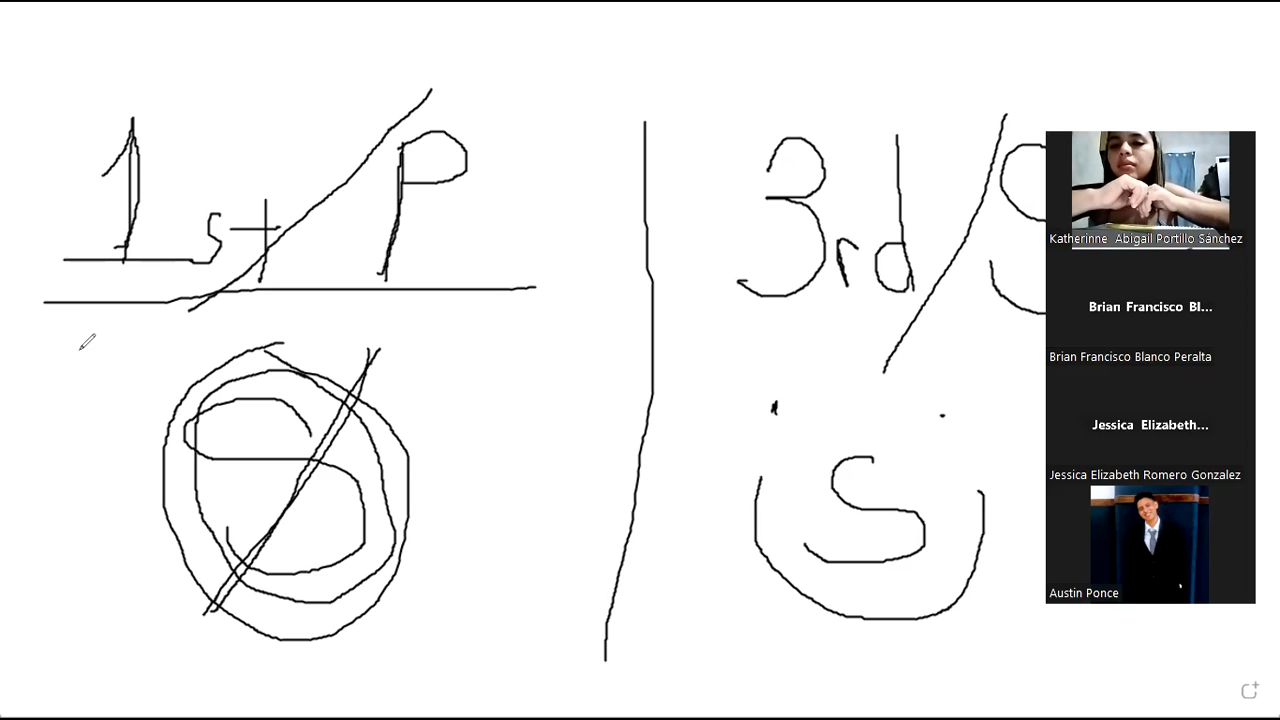 1st/P
3rd/S
S
S
Katherinne Abigail Portillo Sánchez
Brian Francisco Bl...
Brian Francisco Blanco Peralta
Jessica Elizabeth...
Jessica Elizabeth Romero Gonzalez
Austin Ponce